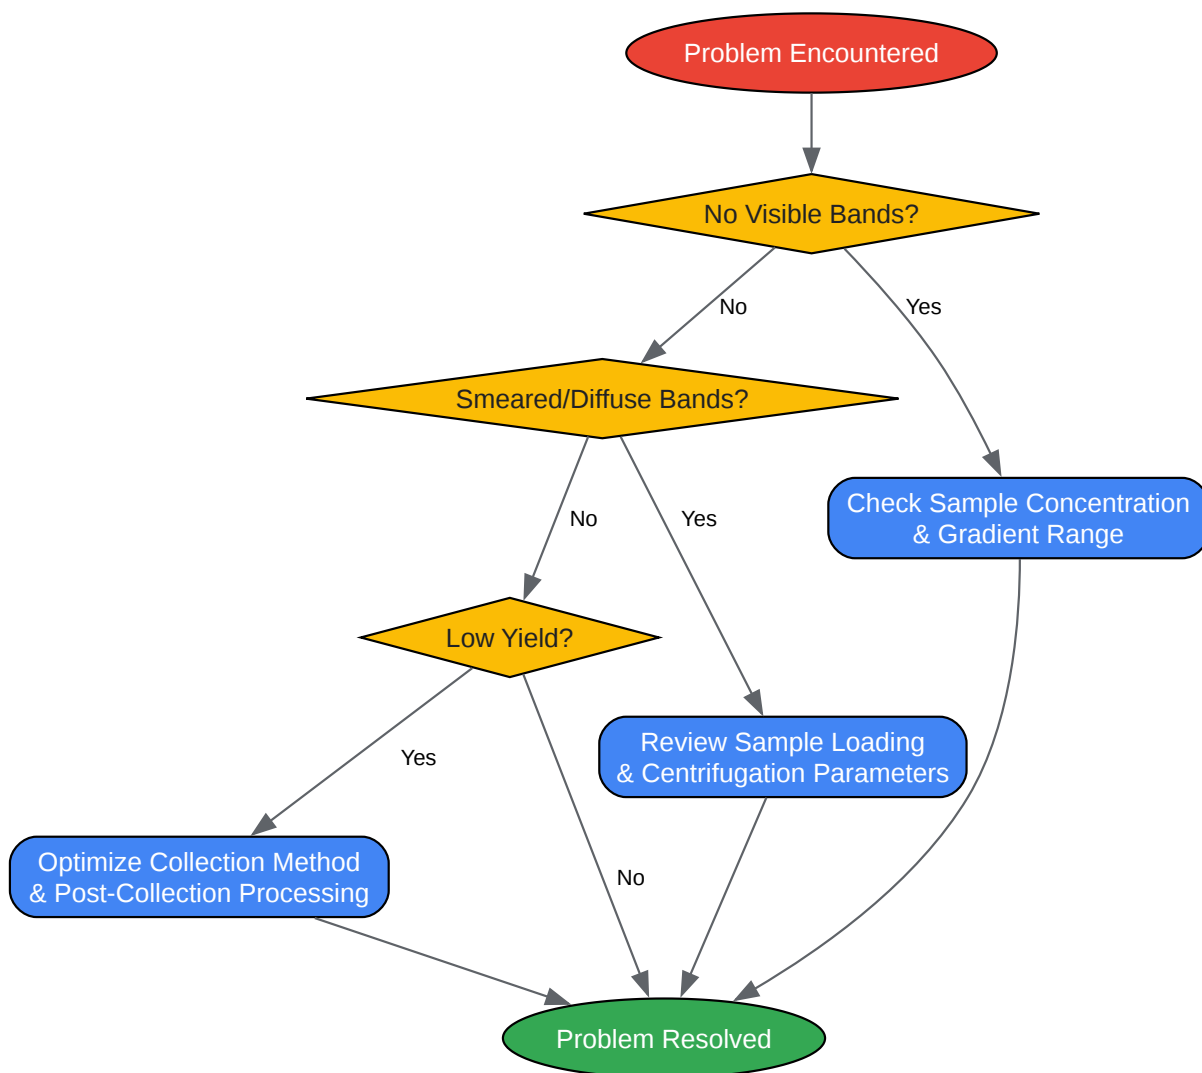 Problem Encountered
No Visible Bands?
No
Yes
Smeared/Diffuse Bands?
Check Sample Concentration
& Gradient Range
No
Yes
Low Yield?
Review Sample Loading
& Centrifugation Parameters
Yes
Optimize Collection Method
& Post-Collection Processing
No
Problem Resolved